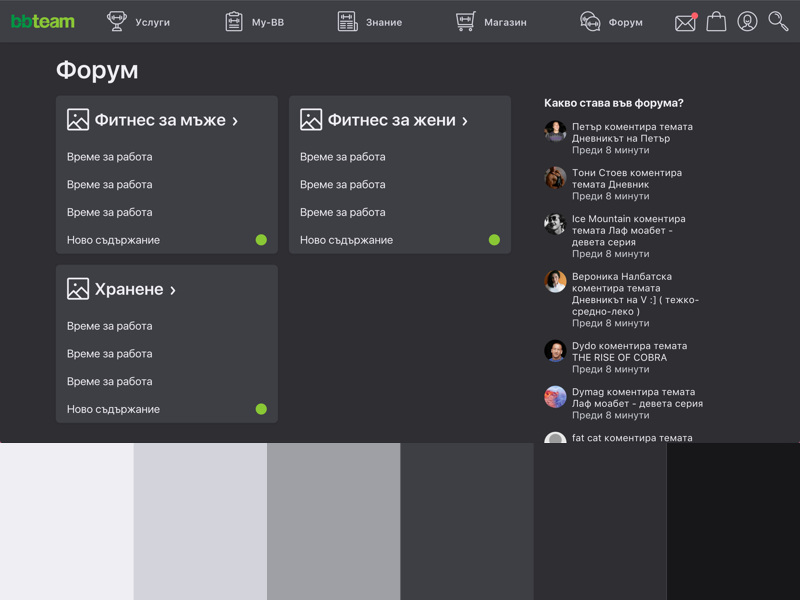 bbteam
Услуги
My-BB
Знание
Магазин
Форум
Форум
Фитнес за мъже ›
Време за работа
Време за работа
Време за работа
Ново съдържание
Фитнес за жени ›
Време за работа
Време за работа
Време за работа
Ново съдържание
Хранене ›
Време за работа
Време за работа
Време за работа
Ново съдържание
Какво става във форума?
Петър коментира темата
Дневникът на Петър
Преди 8 минути
Тони Стоев коментира
темата Дневник
Преди 8 минути
Ice Mountain коментира
темата Лаф моабет -
девета серия
Преди 8 минути
Вероника Налбатска
коментира темата
Дневникът на V :] ( тежко-
средно-леко )
Преди 8 минути
Dydo коментира темата
THE RISE OF COBRA
Преди 8 минути
Dymag коментира темата
Лаф моабет - девета серия
Преди 8 минути
fat cat коментира темата